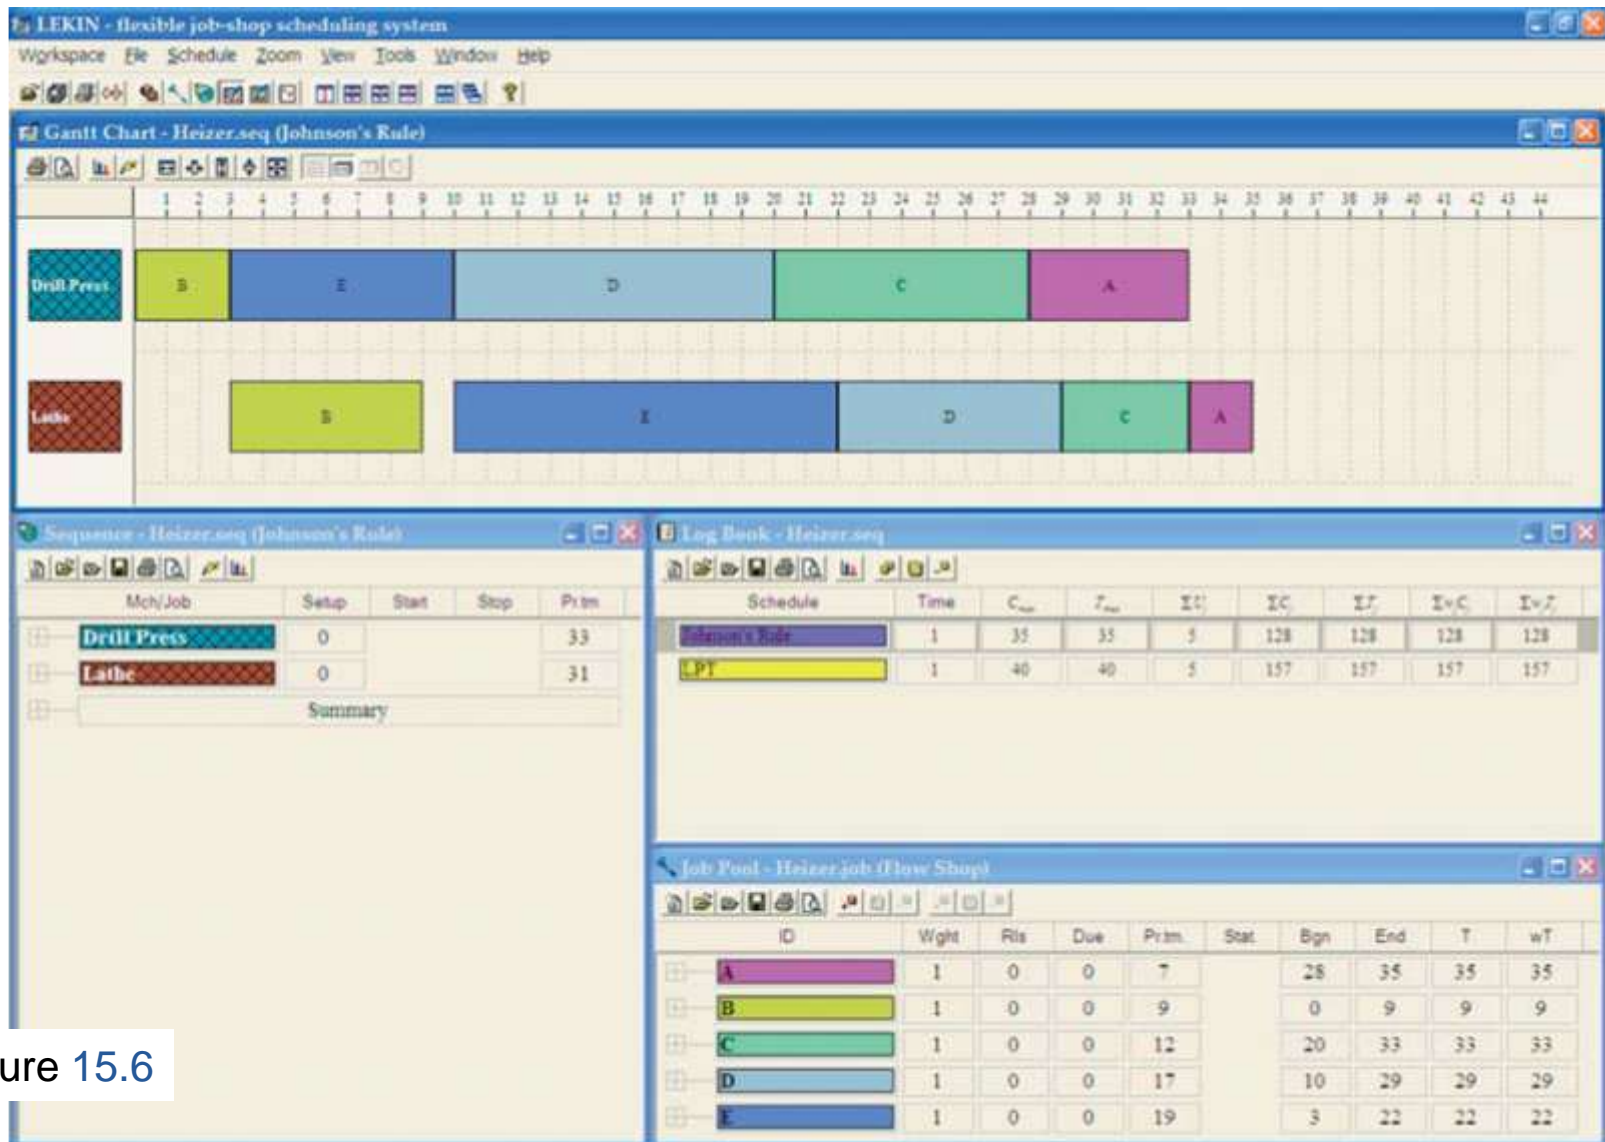 LEKIN - flexible job-shop scheduling system
Workspace File Schedule Zoom View Tools Window Help
Gantt Chart - Heizer.seq (Johnson's Rule)
1 2 3 4 5 6 7 8 9 10 11 12 13 14 15 16 17 18 19 20 21 22 23 24 25 26 27 28 29 30 31 32 33 34 35 36 37 38 39 40 41 42 43 44
Drill Press B E D C A
Lathe B E D C A
Sequence - Heizer.seq (Johnson's Rule)
Mch/Job Setup Start Stop Pr.tm
Drill Press 0 33
Lathe 0 31
Summary
Log Book - Heizer.seq
Schedule Time
Johnson's Rule 1 35 35 5 128 128 128 128
LPT 1 40 40 5 157 157 157 157
Job Pool - Heizer.job (Flow Shop)
ID Wght Rls Due Pr.tm. Stat. Bgn End T wT
A 1 0 0 7 28 35 35 35
B 1 0 0 9 0 9 9 9
C 1 0 0 12 20 33 33 33
D 1 0 0 17 10 29 29 29
E 1 0 0 19 3 22 22 22
ure 15.6